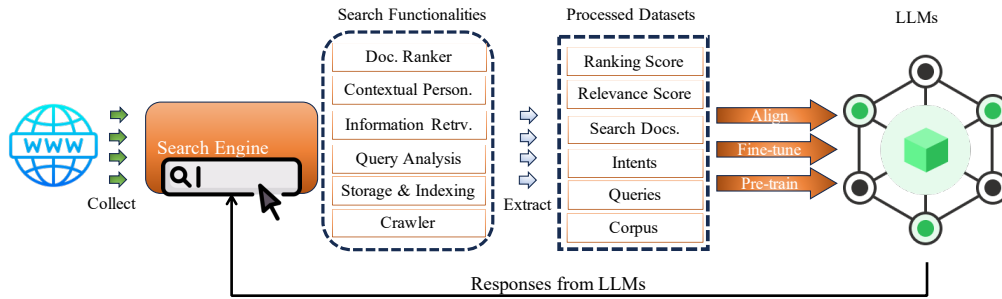 Search Functionalities
Processed Datasets
LLMs
WWW
Collect
Search Engine
Doc. Ranker
Contextual Person.
Information Retrv.
Query Analysis
Storage & Indexing
Crawler
Extract
Ranking Score
Relevance Score
Search Docs.
Intents
Queries
Corpus
Align
Fine-tune
Pre-train
Responses from LLMs